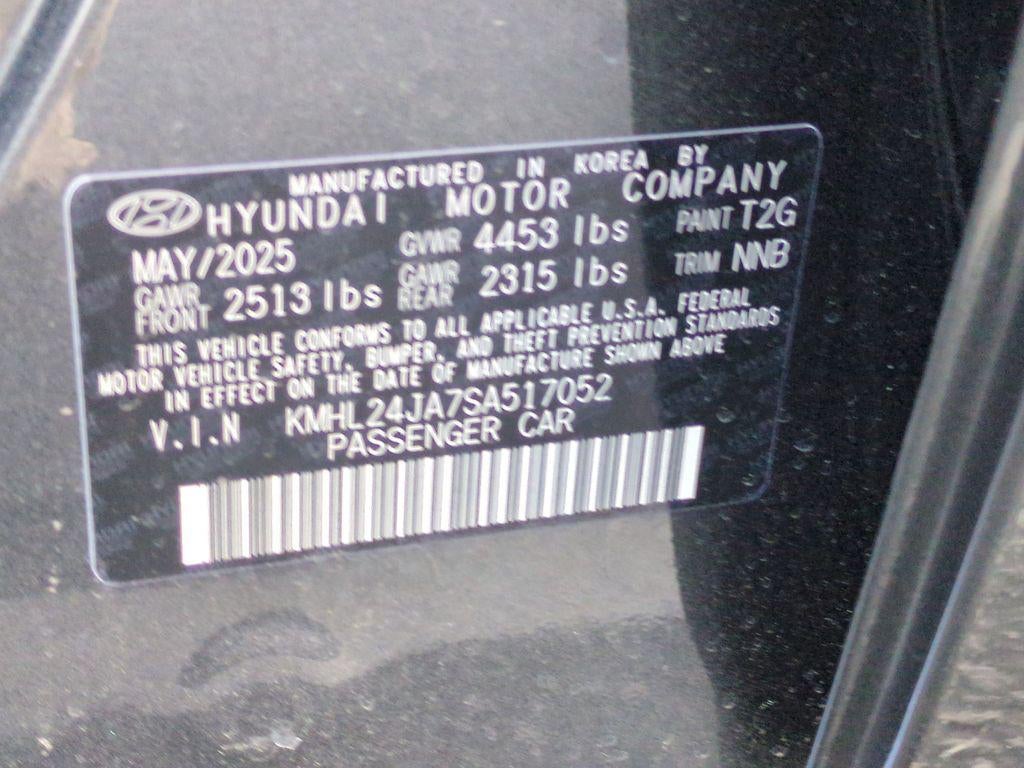 MANUFACTURED IN KOREA BY
HYUNDAI MOTOR COMPANY
MAY/2025 GVWR 4453 lbs PAINT T2G
GAWR FRONT 2513 lbs GAWR REAR 2315 lbs TRIM NNB
THIS VEHICLE CONFORMS TO ALL APPLICABLE U.S.A. FEDERAL
MOTOR VEHICLE SAFETY, BUMPER, AND THEFT PREVENTION STANDARDS
IN EFFECT ON THE DATE OF MANUFACTURE SHOWN ABOVE
V.I.N KMHL24JA7SA517052
PASSENGER CAR